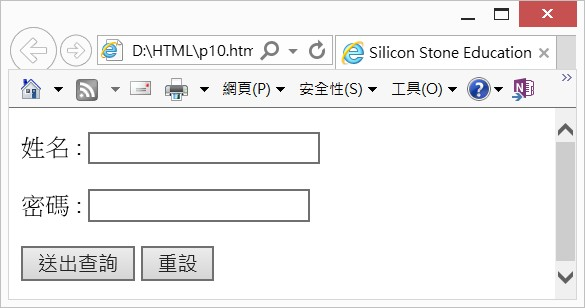 D:\HTML\p10.htm
Silicon Stone Education
網頁(P) 安全性(S) 工具(O)
姓名 :
密碼 :
送出查詢 重設